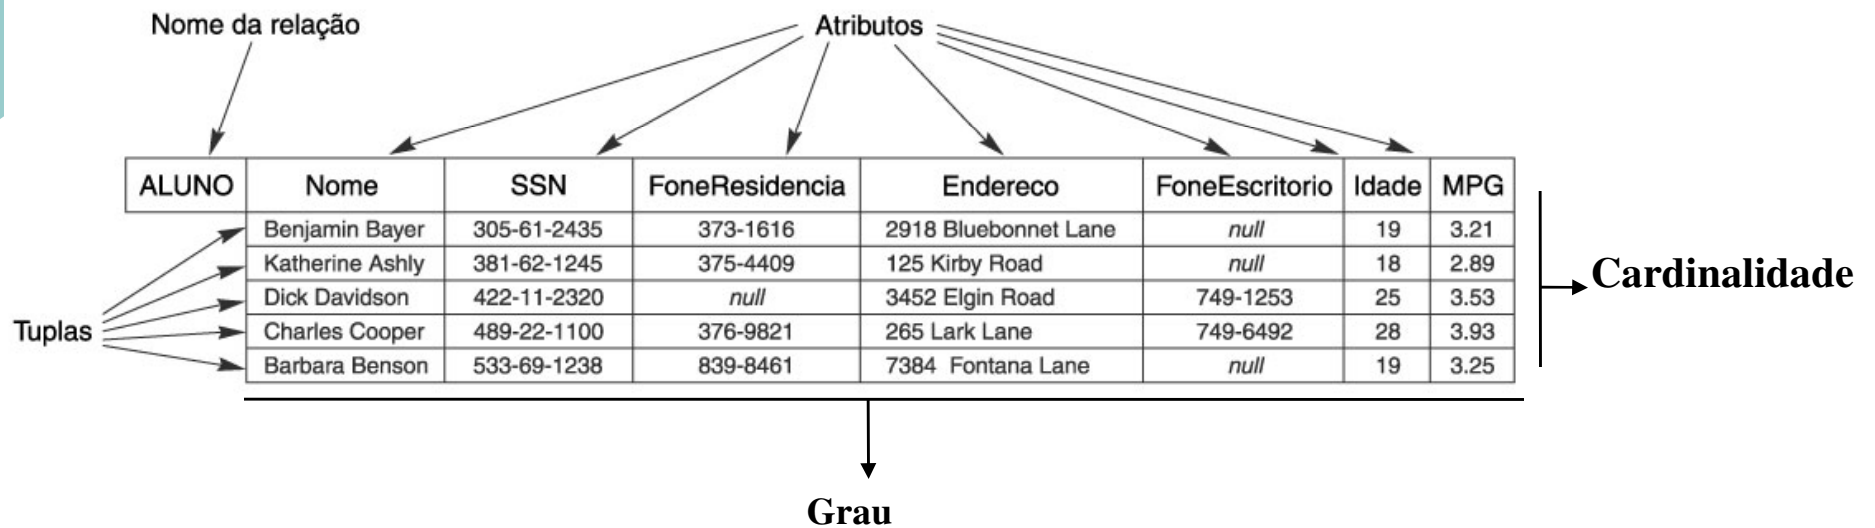 Nome da relação
Atributos
ALUNO Nome SSN FoneResidencia Endereco FoneEscritorio Idade MPG
Benjamin Bayer 305-61-2435 373-1616 2918 Bluebonnet Lane null 19 3.21
Katherine Ashly 381-62-1245 375-4409 125 Kirby Road null 18 2.89
Dick Davidson 422-11-2320 null 3452 Elgin Road 749-1253 25 3.53
Charles Cooper 489-22-1100 376-9821 265 Lark Lane 749-6492 28 3.93
Barbara Benson 533-69-1238 839-8461 7384 Fontana Lane null 19 3.25
Tuplas
Cardinalidade
Grau